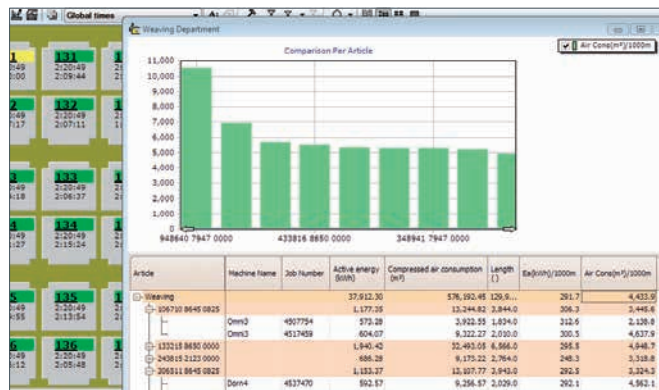 Global times
Weaving Department
Comparison Per Article
Air Cons(m³)/1000m
11,000
10,000
9,000
8,000
7,000
6,000
5,000
4,000
3,000
2,000
1,000
0
948640 7947 0000 433816 8650 0000 348941 7947 0000
131
2:20:49
2:09:44
132
2:20:49
2:07:11
133
2:20:49
2:06:37
134
2:20:49
2:15:24
135
2:20:49
2:13:54
136
2:20:49
2:05:48
Article Machine Name Job Number Active energy (kWh) Compressed air consumption (m³) Length () Ea(kWh)/1000m Air Cons(m³)/1000m
Weaving 37,912.30 576,192.45 129,9... 291.7 4,433.9
106710 8645 0825 1,177.35 13,244.82 3,844.0 306.3 3,445.6
Omni3 4507754 573.28 3,922.55 1,834.0 312.6 2,138.8
Omni3 4517459 604.07 9,322.27 2,010.0 300.5 4,637.9
133215 8650 0000 1,940.42 32,493.05 6,566.0 295.5 4,948.7
240815 2123 0000 686.28 9,173.22 2,764.0 248.3 3,318.8
306511 8645 0825 1,153.37 13,107.77 3,943.0 292.5 3,324.3
Dorn4 4537470 592.57 9,256.57 2,029.0 292.1 4,562.1